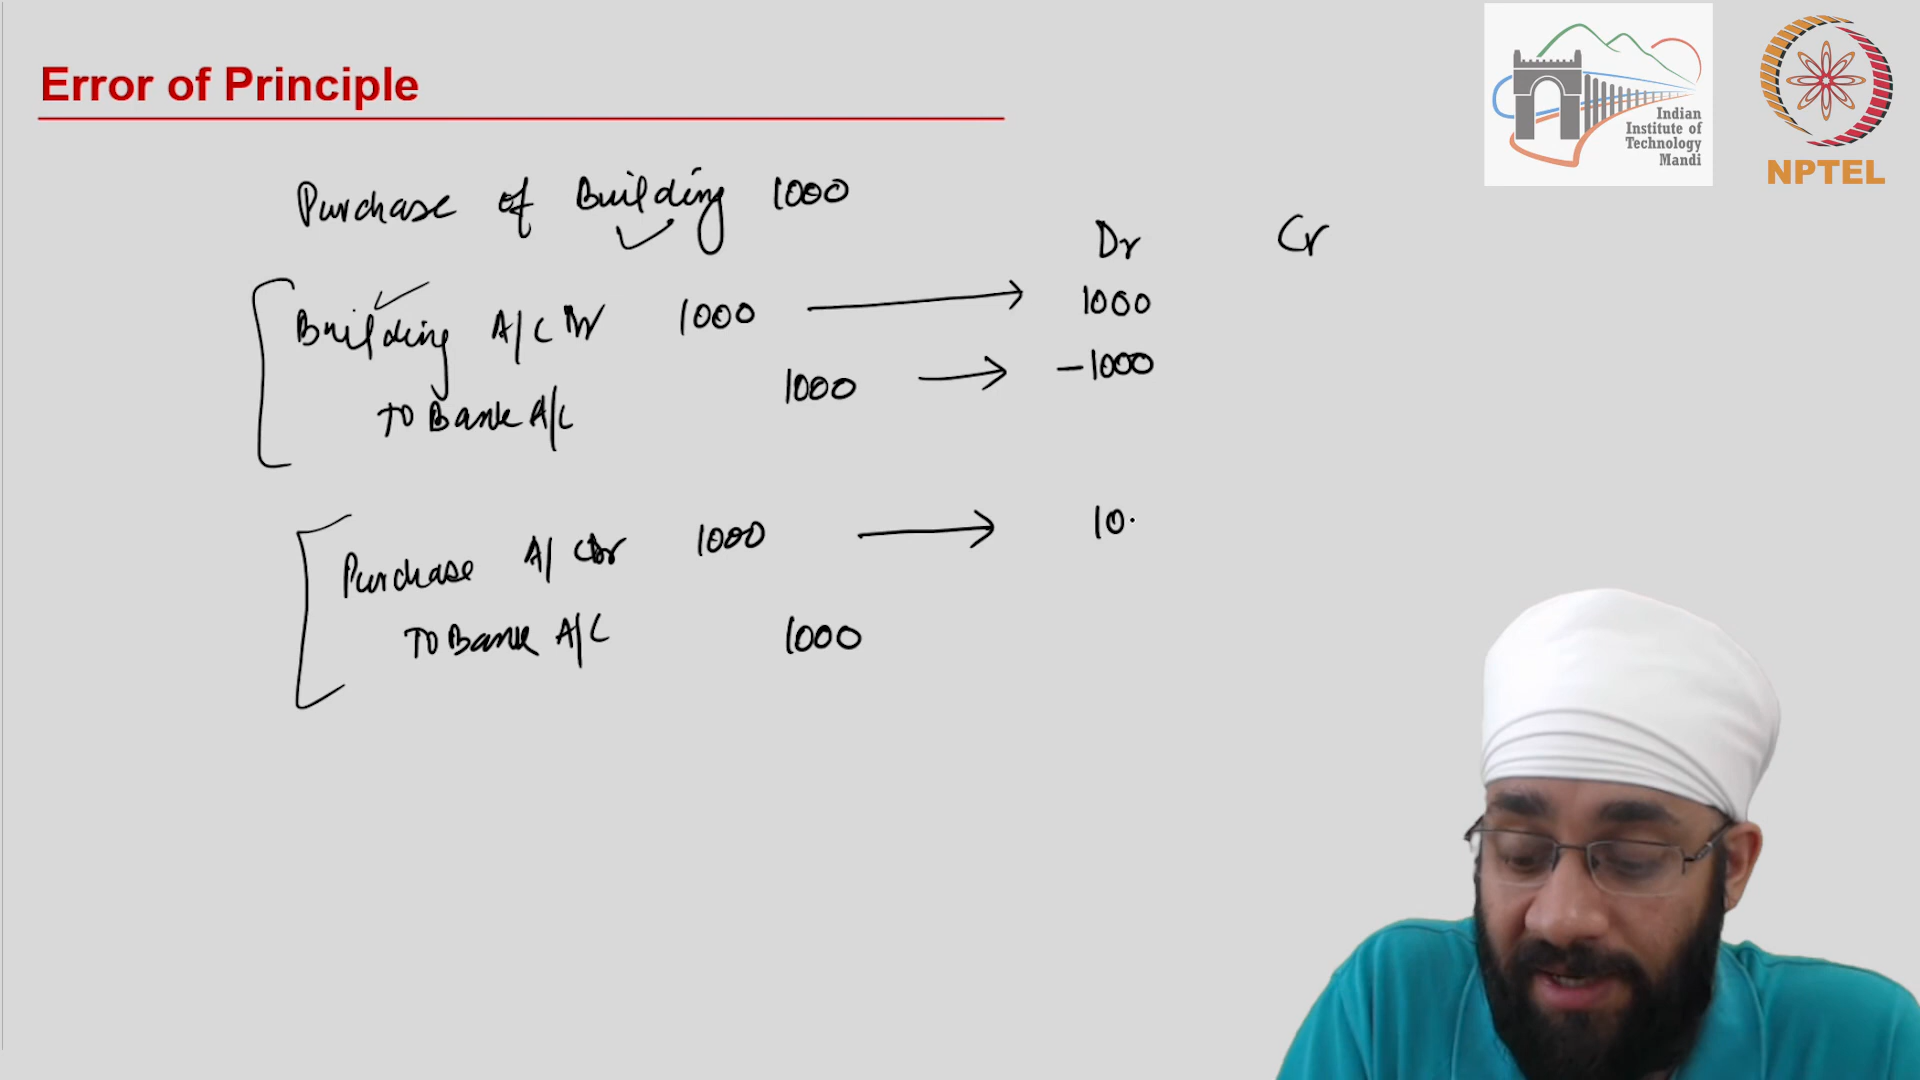 Error of Principle
Indian
Institute of
Technology
Mandi
NPTEL
Purchase of Building 1000
Dr Cr
Building A/C Dr 1000 1000
To Bank A/C 1000 -1000
Purchase A/C Dr 1000 10.
To Bank A/C 1000